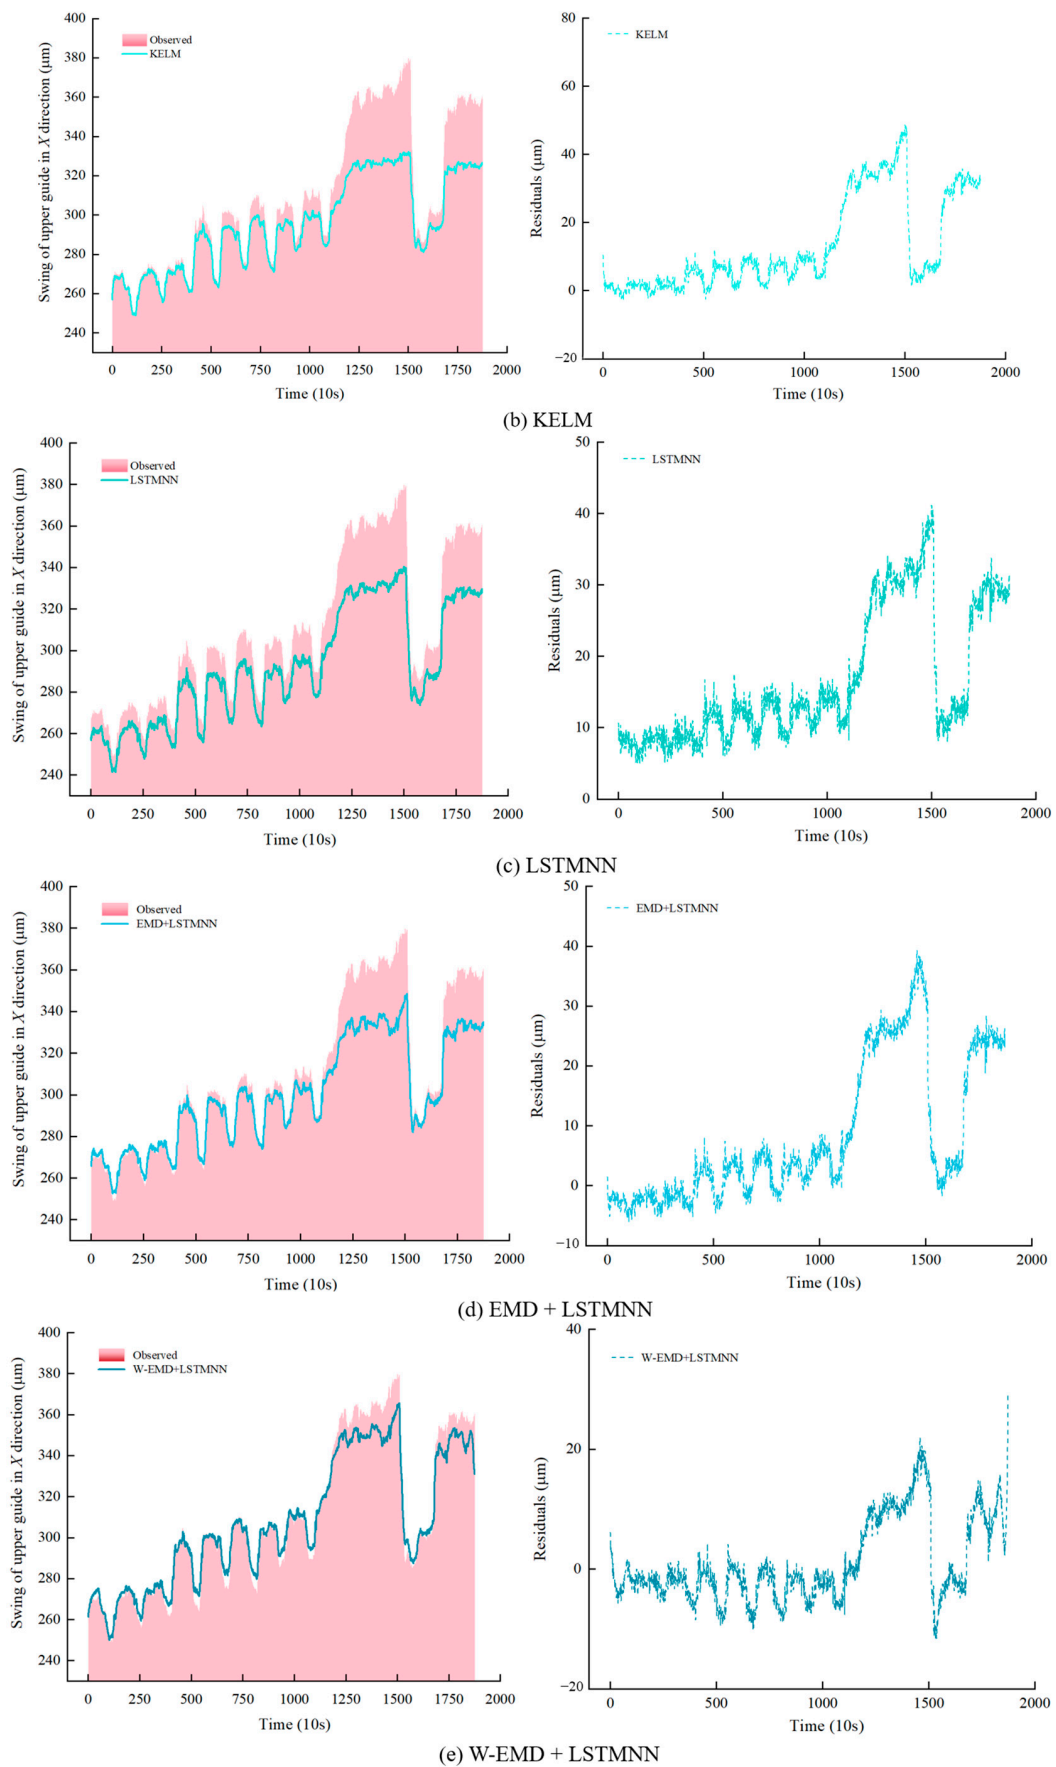 400
380
360
340
320
300
280
260
240
Swing of upper guide in X direction (μm)
Observed
KELM
0 250 500 750 1000 1250 1500 1750 2000
Time (10s)
80
60
40
20
0
−20
Residuals (μm)
KELM
0 500 1000 1500 2000
Time (10s)
(b) KELM
400
380
360
340
320
300
280
260
240
Swing of upper guide in X direction (μm)
Observed
LSTMNN
0 250 500 750 1000 1250 1500 1750 2000
Time (10s)
50
40
30
20
10
0
Residuals (μm)
LSTMNN
0 500 1000 1500 2000
Time (10s)
(c) LSTMNN
400
380
360
340
320
300
280
260
240
Swing of upper guide in X direction (μm)
Observed
EMD+LSTMNN
0 250 500 750 1000 1250 1500 1750 2000
Time (10s)
50
40
30
20
10
0
−10
Residuals (μm)
EMD+LSTMNN
0 500 1000 1500 2000
Time (10s)
(d) EMD + LSTMNN
400
380
360
340
320
300
280
260
240
Swing of upper guide in X direction (μm)
Observed
W-EMD+LSTMNN
0 250 500 750 1000 1250 1500 1750 2000
Time (10s)
40
20
0
−20
Residuals (μm)
W-EMD+LSTMNN
0 500 1000 1500 2000
Time (10s)
(e) W-EMD + LSTMNN